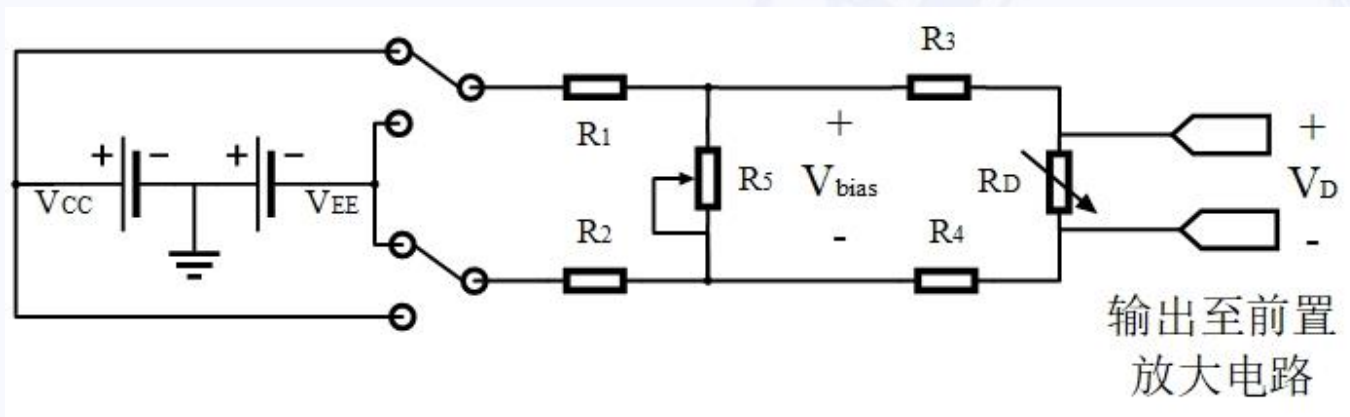 R3
R1
+ - + -
VCC
VEE
R5
+
Vbias
-
RD
+
VD
-
R2
R4
输出至前置
放大电路